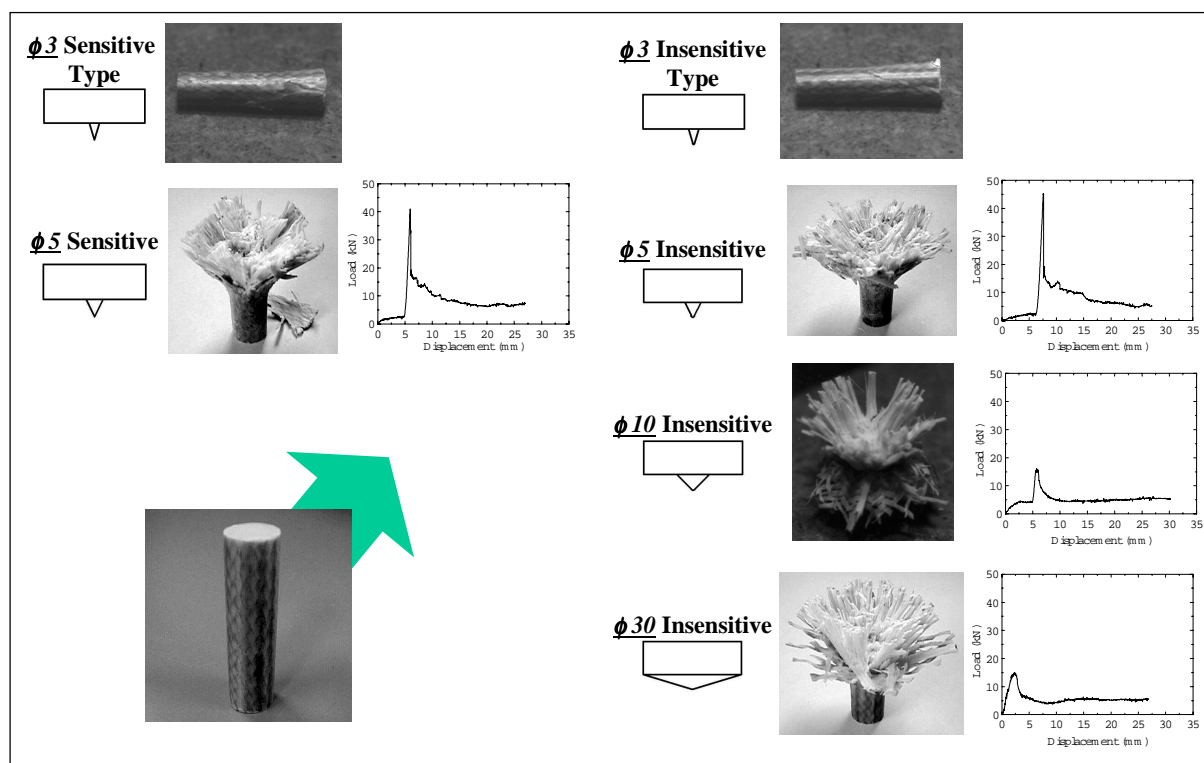 ϕ3 Sensitive
Type
ϕ3 Insensitive
Type
ϕ5 Sensitive
50
40
30
20
10
0
Load (kN)
0 5 10 15 20 25 30 35
Displacement (mm)
ϕ5 Insensitive
50
40
30
20
10
0
Load (kN)
0 5 10 15 20 25 30 35
Displacement (mm)
ϕ10 Insensitive
50
40
30
20
10
0
Load (kN)
0 5 10 15 20 25 30 35
Displacement (mm)
ϕ30 Insensitive
50
40
30
20
10
0
Load (kN)
0 5 10 15 20 25 30 35
Displacement (mm)